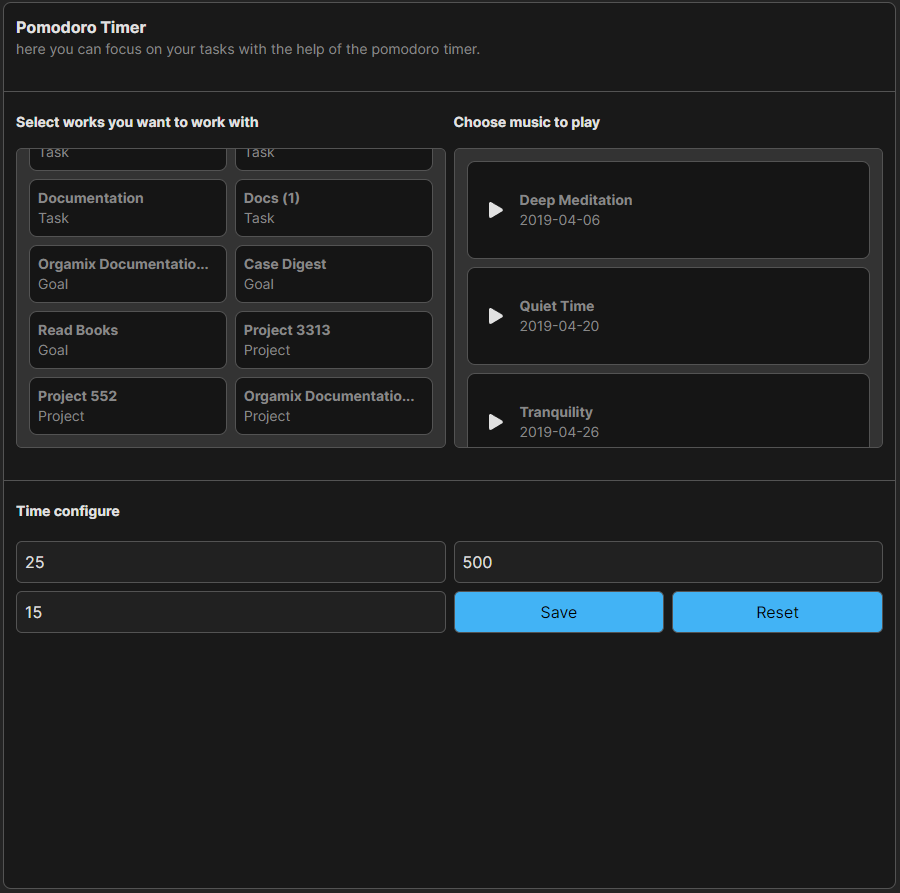 Pomodoro Timer
here you can focus on your tasks with the help of the pomodoro timer.
Select works you want to work with
Choose music to play
Task
Task
Documentation
Task
Docs (1)
Task
Orgamix Documentatio...
Goal
Case Digest
Goal
Read Books
Goal
Project 3313
Project
Project 552
Project
Orgamix Documentatio...
Project
Deep Meditation
2019-04-06
Quiet Time
2019-04-20
Tranquility
2019-04-26
Time configure
25
500
15
Save
Reset